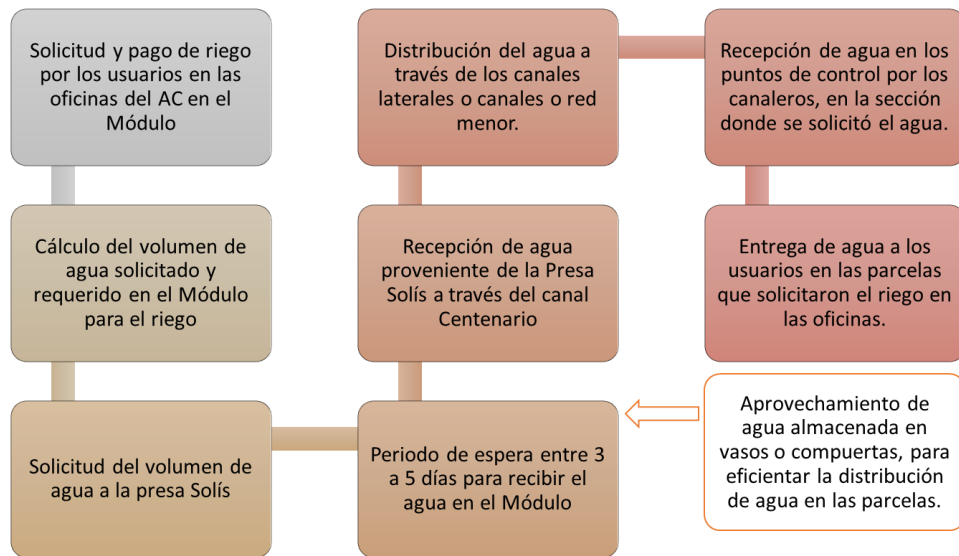 Solicitud y pago de riego
por los usuarios en las
oficinas del AC en el
Módulo
Cálculo del volumen de
agua solicitado y
requerido en el Módulo
para el riego
Solicitud del volumen de
agua a la presa Solís
Periodo de espera entre 3
a 5 días para recibir el
agua en el Módulo
Recepción de agua
proveniente de la Presa
Solís a través del canal
Centenario
Distribución del agua a
través de los canales
laterales o canales o red
menor.
Recepción de agua en los
puntos de control por los
canaleros, en la sección
donde se solicitó el agua.
Entrega de agua a los
usuarios en las parcelas
que solicitaron el riego en
las oficinas.
Aprovechamiento de
agua almacenada en
vasos o compuertas, para
eficientar la distribución
de agua en las parcelas.